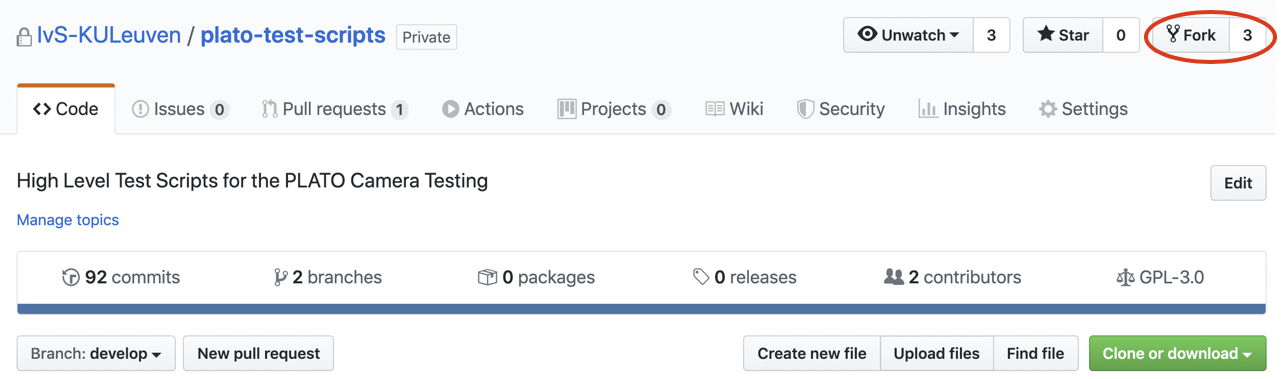 IvS-KULeuven / plato-test-scripts Private Unwatch 3 Star 0 Fork 3
Code Issues 0 Pull requests 1 Actions Projects 0 Wiki Security Insights Settings
High Level Test Scripts for the PLATO Camera Testing Edit
Manage topics
92 commits 2 branches 0 packages 0 releases 2 contributors GPL-3.0
Branch: develop New pull request Create new file Upload files Find file Clone or download